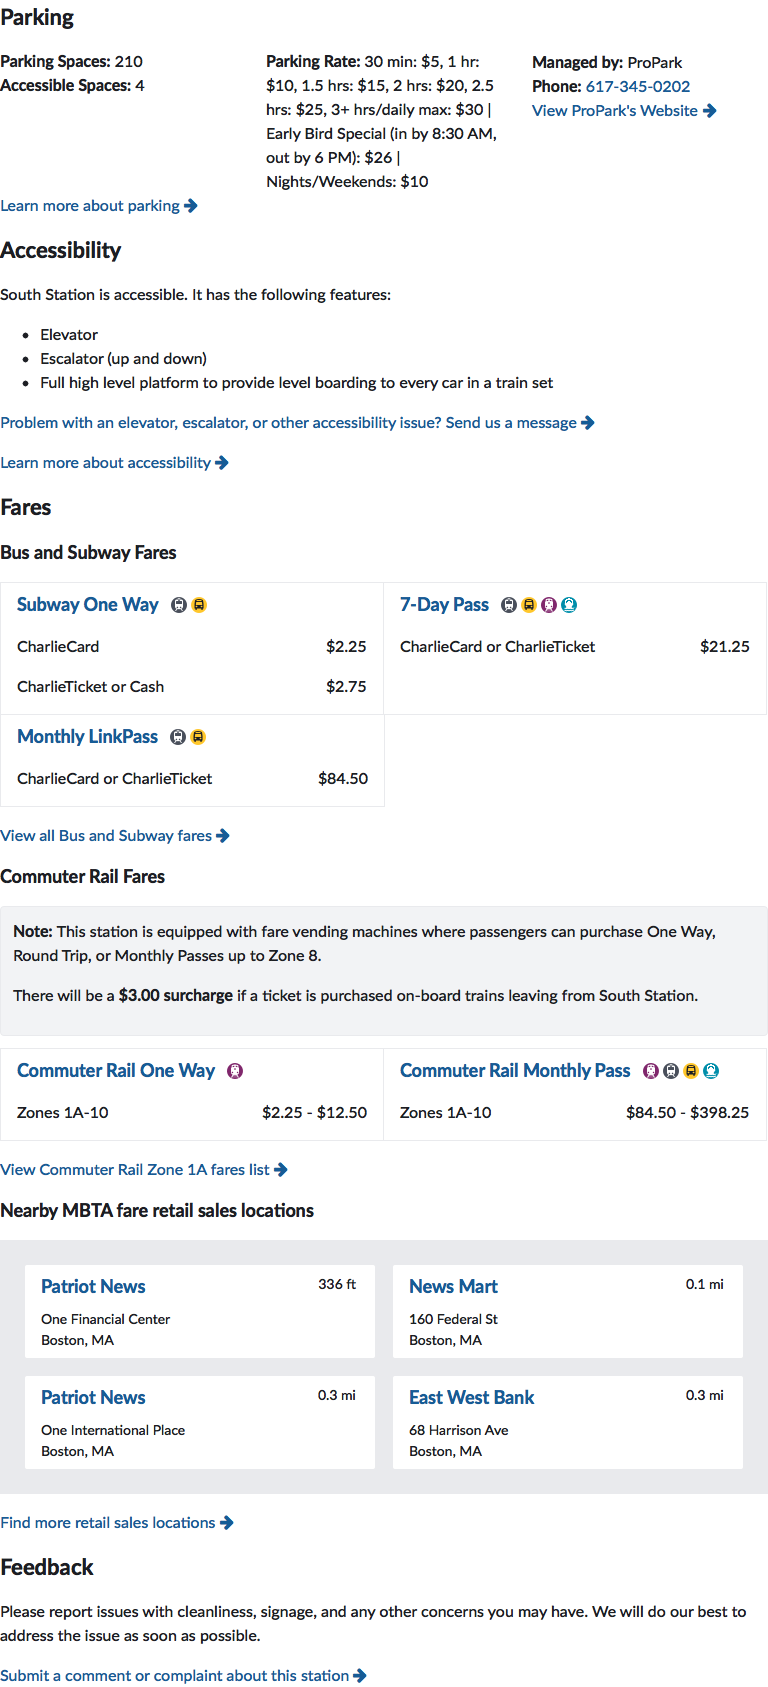 Parking
Parking Spaces: 210
Accessible Spaces: 4
Parking Rate: 30 min: $5, 1 hr:
$10, 1.5 hrs: $15, 2 hrs: $20, 2.5
hrs: $25, 3+ hrs/daily max: $30 |
Early Bird Special (in by 8:30 AM,
out by 6 PM): $26 |
Nights/Weekends: $10
Managed by: ProPark
Phone: 617-345-0202
View ProPark's Website
Learn more about parking
Accessibility
South Station is accessible. It has the following features:
• Elevator
• Escalator (up and down)
• Full high level platform to provide level boarding to every car in a train set
Problem with an elevator, escalator, or other accessibility issue? Send us a message
Learn more about accessibility
Fares
Bus and Subway Fares
Subway One Way
CharlieCard $2.25
CharlieTicket or Cash $2.75
7-Day Pass
CharlieCard or CharlieTicket $21.25
Monthly LinkPass
CharlieCard or CharlieTicket $84.50
View all Bus and Subway fares
Commuter Rail Fares
Note: This station is equipped with fare vending machines where passengers can purchase One Way,
Round Trip, or Monthly Passes up to Zone 8.
There will be a $3.00 surcharge if a ticket is purchased on-board trains leaving from South Station.
Commuter Rail One Way
Zones 1A-10 $2.25 - $12.50
Commuter Rail Monthly Pass
Zones 1A-10 $84.50 - $398.25
View Commuter Rail Zone 1A fares list
Nearby MBTA fare retail sales locations
Patriot News 336 ft
One Financial Center
Boston, MA
News Mart 0.1 mi
160 Federal St
Boston, MA
Patriot News 0.3 mi
One International Place
Boston, MA
East West Bank 0.3 mi
68 Harrison Ave
Boston, MA
Find more retail sales locations
Feedback
Please report issues with cleanliness, signage, and any other concerns you may have. We will do our best to
address the issue as soon as possible.
Submit a comment or complaint about this station